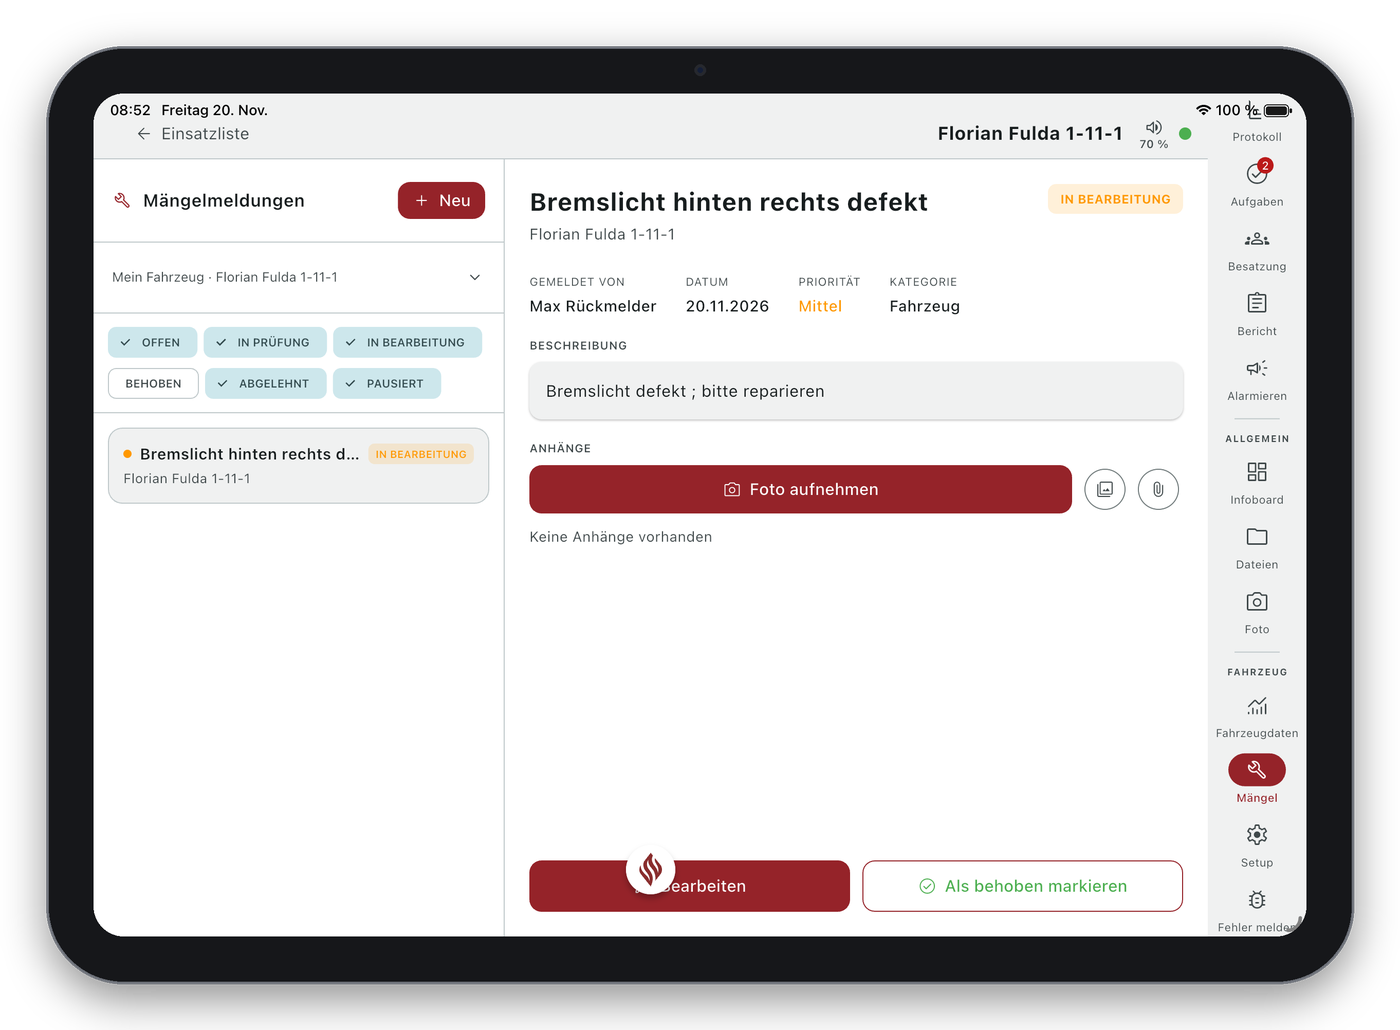 08:52 Freitag 20. Nov.
100 %
Einsatzliste
Florian Fulda 1-11-1
70 %
Mängelmeldungen
Neu
Mein Fahrzeug · Florian Fulda 1-11-1
OFFEN
IN PRÜFUNG
IN BEARBEITUNG
BEHOBEN
ABGELEHNT
PAUSIERT
Bremslicht hinten rechts d...
IN BEARBEITUNG
Florian Fulda 1-11-1
Bremslicht hinten rechts defekt
IN BEARBEITUNG
Florian Fulda 1-11-1
GEMELDET VON
Max Rückmelder
DATUM
20.11.2026
PRIORITÄT
Mittel
KATEGORIE
Fahrzeug
BESCHREIBUNG
Bremslicht defekt ; bitte reparieren
ANHÄNGE
Foto aufnehmen
Keine Anhänge vorhanden
Bearbeiten
Als behoben markieren
Protokoll
2
Aufgaben
Besatzung
Bericht
Alarmieren
ALLGEMEIN
Infoboard
Dateien
Foto
FAHRZEUG
Fahrzeugdaten
Mängel
Setup
Fehler melden